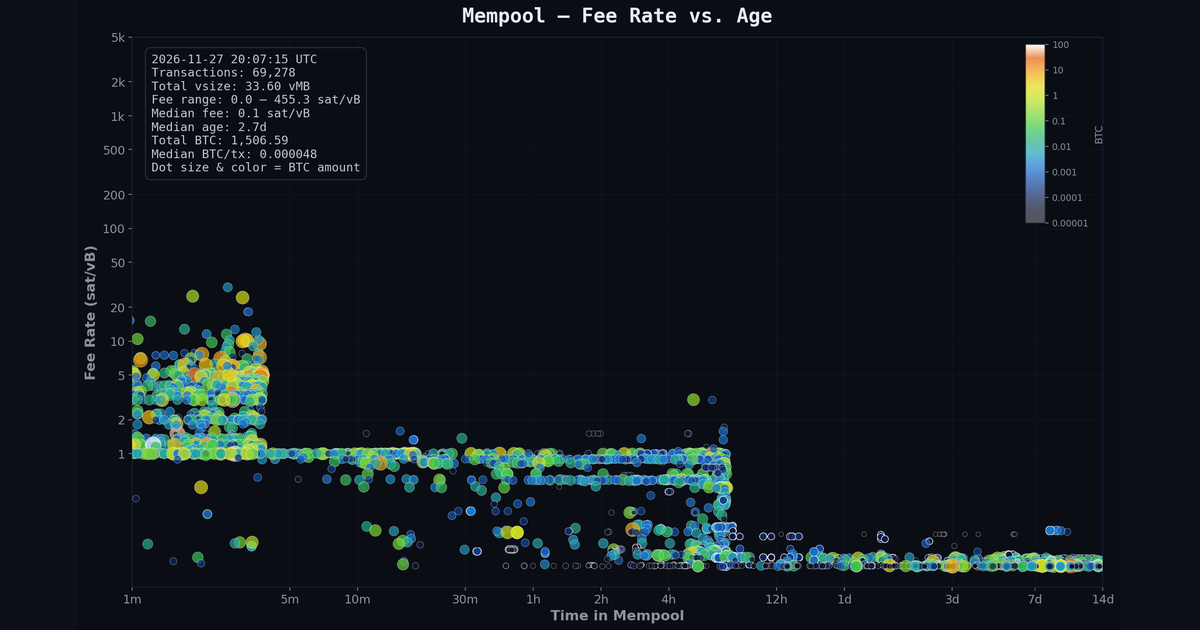 Mempool — Fee Rate vs. Age
2026-11-27 20:07:15 UTC
Transactions: 69,278
Total vsize: 33.60 vMB
Fee range: 0.0 — 455.3 sat/vB
Median fee: 0.1 sat/vB
Median age: 2.7d
Total BTC: 1,506.59
Median BTC/tx: 0.000048
Dot size & color = BTC amount
100
10
1
0.1
0.01
0.001
0.0001
0.00001
BTC
Fee Rate (sat/vB)
5k
2k
1k
500
200
100
50
20
10
5
2
1
1m
5m
10m
30m
1h
2h
4h
12h
1d
3d
7d
14d
Time in Mempool